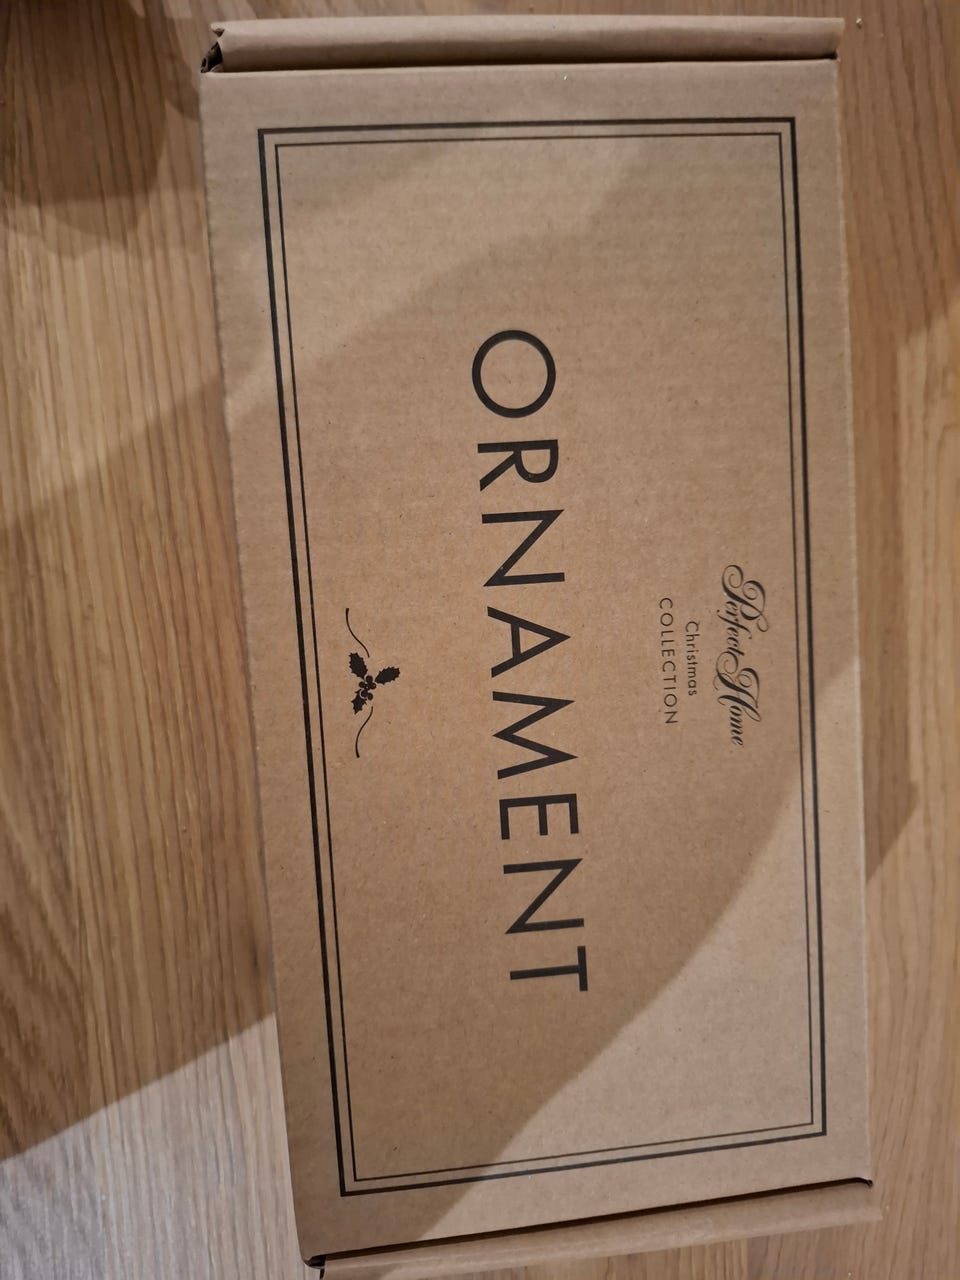 Perfect Home
Christmas
COLLECTION
ORNAMENT